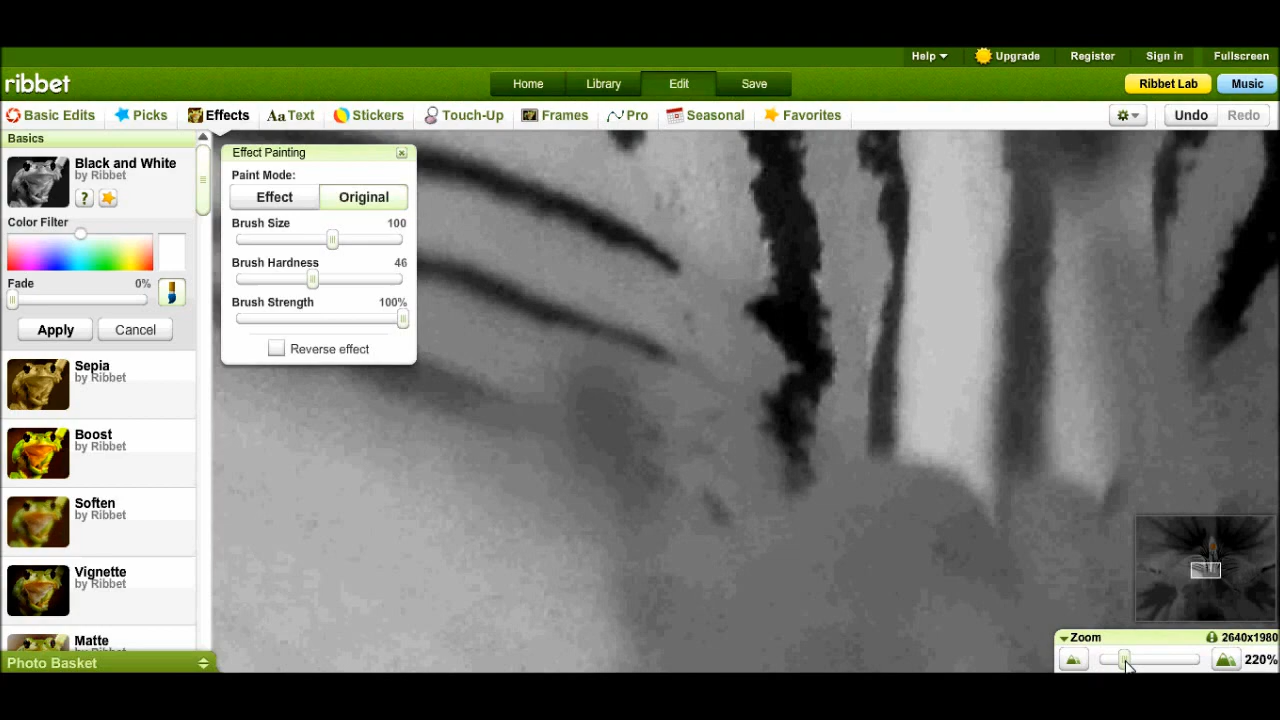 Help
Upgrade
Register
Sign in
Fullscreen
ribbet
Home
Library
Edit
Save
Ribbet Lab
Music
Basic Edits
Picks
Effects
Aa Text
Stickers
Touch-Up
Frames
Pro
Seasonal
Favorites
Undo
Redo
Basics
Black and White
by Ribbet
?
Color Filter
Fade 0%
Apply
Cancel
Sepia
by Ribbet
Boost
by Ribbet
Soften
by Ribbet
Vignette
by Ribbet
Matte
by Ribbet
Photo Basket
Effect Painting
Paint Mode:
Effect
Original
Brush Size 100
Brush Hardness 46
Brush Strength 100%
Reverse effect
Zoom
2640x1980
220%